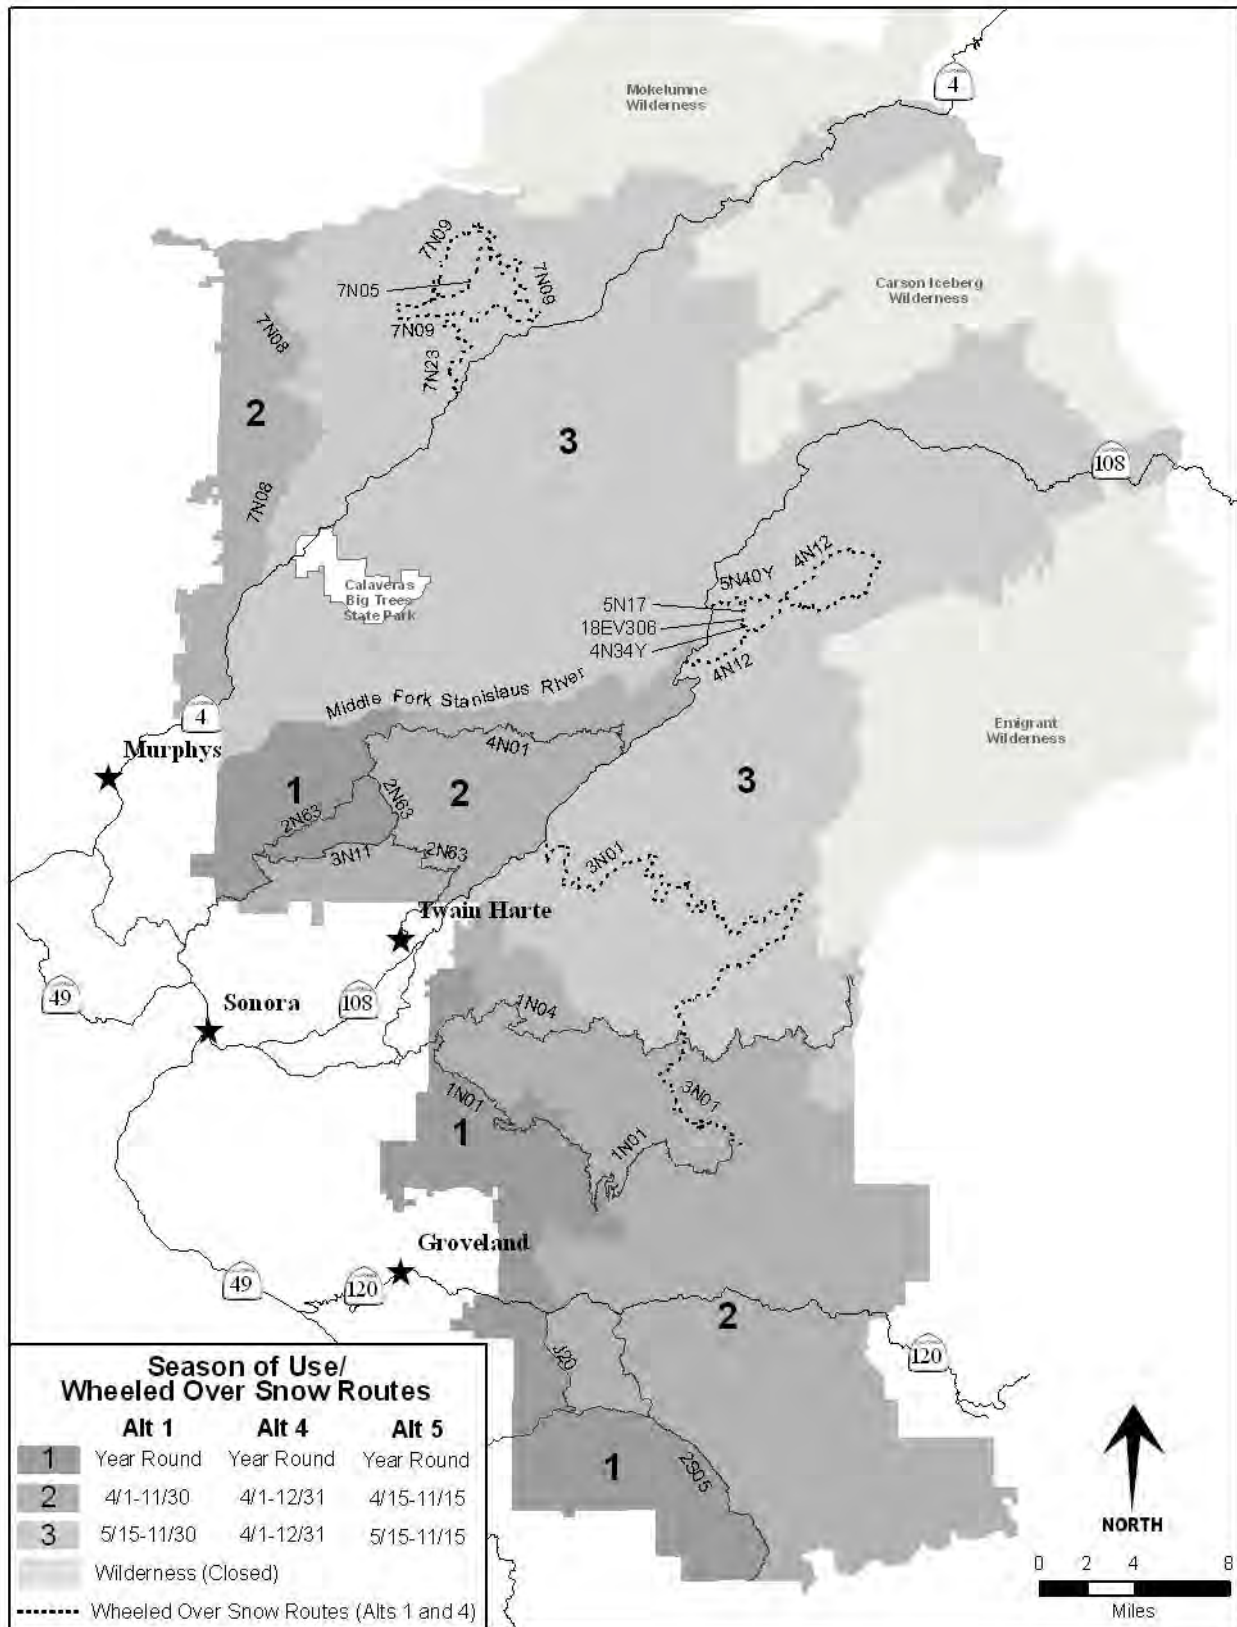 Mokelumne
Wilderness
4
7N09
7N05
7N09
Carson Iceberg
Wilderness
7N08
7N09
7N23
2
3
108
7N08
4N12
5N40Y
Calaveras
Big Trees
State Park
5N17
18EV306
4N34Y
4N12
Middle Fork Stanislaus River
4
Emigrant
Wilderness
Murphys
4N01
1
2
3
2N63
2N63
3N11
2N63
3N01
Twain Harte
49
Sonora
108
1N04
1N01
3N01
1
1N01
Groveland
49
120
2
120
J20
1
2S05
Season of Use/
Wheeled Over Snow Routes
Alt 1 Alt 4 Alt 5
1 Year Round Year Round Year Round
2 4/1-11/30 4/1-12/31 4/15-11/15
3 5/15-11/30 4/1-12/31 5/15-11/15
Wilderness (Closed)
Wheeled Over Snow Routes (Alts 1 and 4)
NORTH
0 2 4 8
Miles